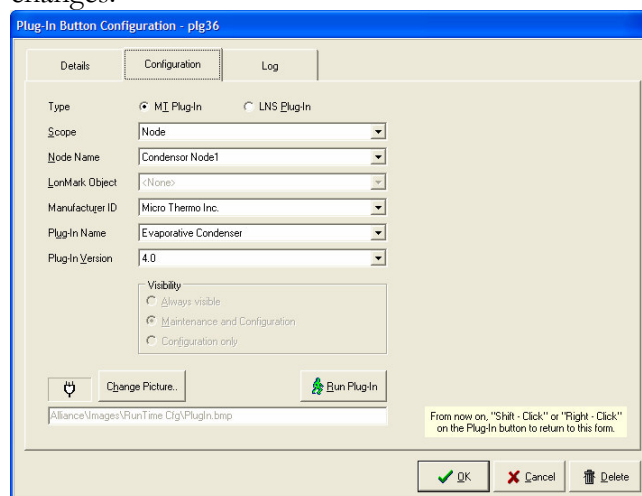 changes.
Plug-In Button Configuration - plg36
Details Configuration Log
Type MT Plug-In LNS Plug-In
Scope Node
Node Name Condensor Node1
LonMark Object <None>
Manufacturer ID Micro Thermo Inc.
Plug-In Name Evaporative Condenser
Plug-In Version 4.0
Visibility
Always visible
Maintenance and Configuration
Configuration only
Change Picture.. Run Plug-In
Alliance\Images\RunTime Cfg\PlugIn.bmp
From now on, "Shift - Click" or "Right - Click"
on the Plug-In button to return to this form.
OK Cancel Delete